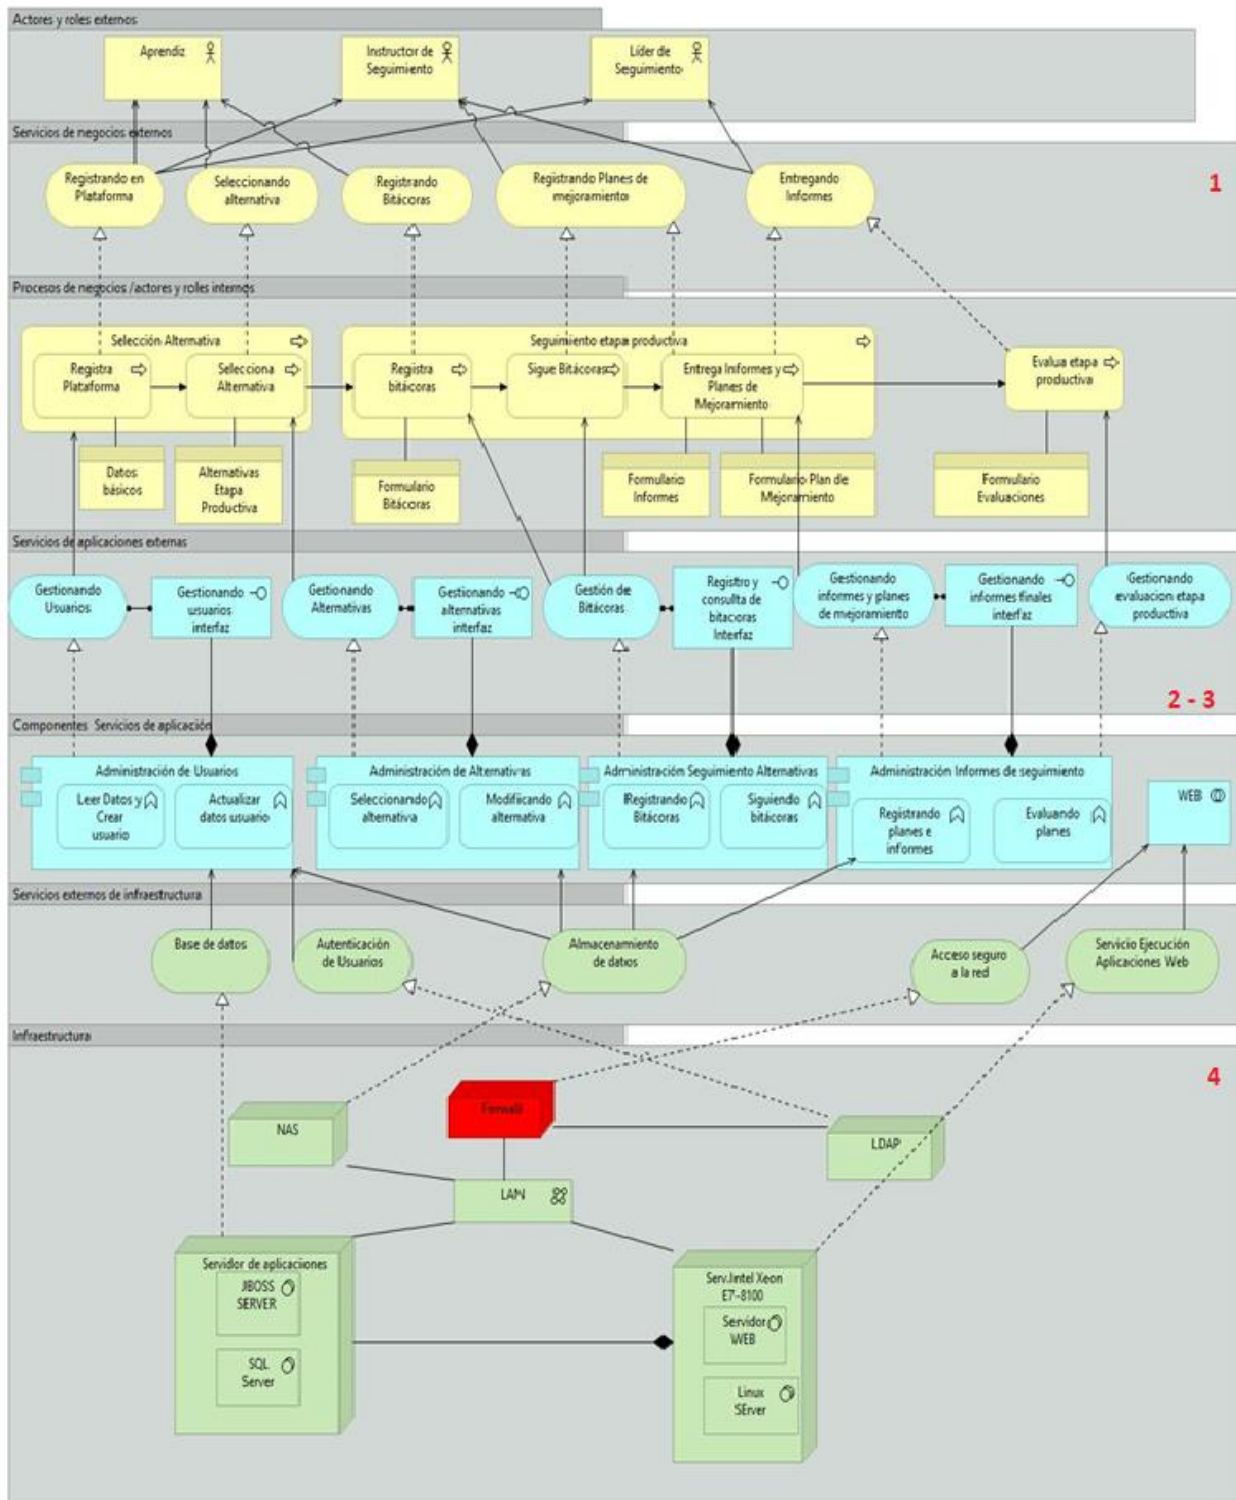 Actores y roles externos
Aprendiz
Instructor de
Seguimiento
Líder de
Seguimiento
Servicios de negocios externos
Registrando en
Plataforma
Seleccionando
alternativa
Registrando
Bitácoras
Registrando Planes de
mejoramiento
Entregando
Informes
1
Procesos de negocios /actores y roles internos
Selección Alternativa
Registra
Plataforma
Selecciona
Alternativa
Seguimiento etapa productiva
Registra
bitácoras
Sigue Bitácoras
Entrega Informes y
Planes de
Mejoramiento
Evalua etapa
productiva
Datos
básicos
Alternativas
Etapa
Productiva
Formulario
Bitácoras
Formulario
Informes
Formulario Plan de
Mejoramiento
Formulario
Evaluaciones
Servicios de aplicaciones externas
Gestionando
Usuarios
Gestionando
usuarios
interfaz
Gestionando
Alternativas
Gestionando
alternativas
interfaz
Gestión de
Bitácoras
Registro y
consulta de
bitacioras
Interfaz
Gestionando
informes y planes
de mejoramiento
Gestionando
informes finales
interfaz
Gestionando
evaluacion etapa
productiva
2 - 3
Componentes Servicios de aplicación
Administración de Usuarios
Leer Datos y
Crear
usuario
Actualizar
datos usuario
Administración de Alternativas
Seleccionando
alternativa
Modificando
alternativa
Administración Seguimiento Alternativas
Registrando
Bitácoras
Siguiendo
bitácoras
Administración Informes de seguimiento
Registrando
planes e
informes
Evaluando
planes
WEB
Servicios externos de infraestructura
Base de datos
Autenticación
de Usuarios
Almacenamiento
de datos
Acceso seguro
a la red
Servicio Ejecución
Aplicaciones Web
Infraestructura
4
NAS
Firewall
LDAP
LAN
Servidor de aplicaciones
JBOSS
SERVER
SQL
Server
Serv.Intel Xeon
E7-8100
Servidor
WEB
Linux
SErver